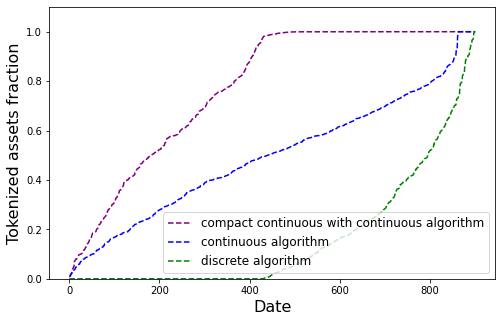 Tokenized assets fraction
1.0
0.8
0.6
0.4
0.2
0.0
compact continuous with continuous algorithm
continuous algorithm
discrete algorithm
0 200 400 600 800
Date